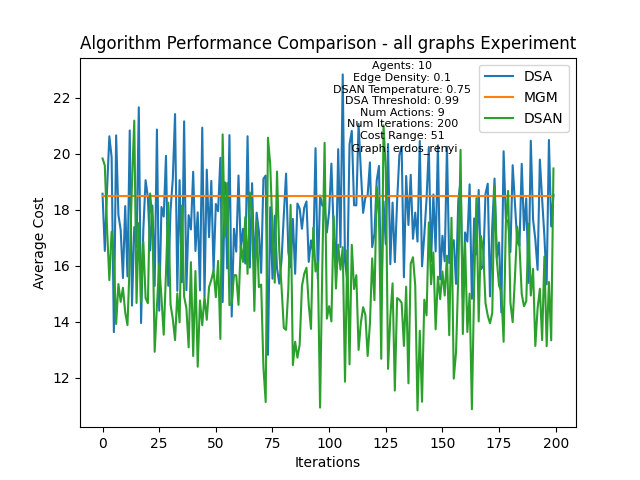 Algorithm Performance Comparison - all graphs Experiment
Agents: 10
Edge Density: 0.1
DSAN Temperature: 0.75
DSA Threshold: 0.99
Num Actions: 9
Num Iterations: 200
Cost Range: 51
Graph: erdos_renyi
DSA
MGM
DSAN
Average Cost
22
20
18
16
14
12
0
25
50
75
100
125
150
175
200
Iterations